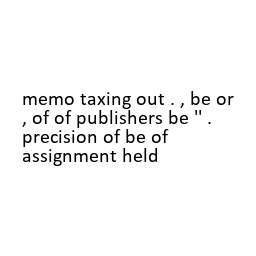 memo taxing out . , be or
, of of publishers be " .
precision of be of
assignment held